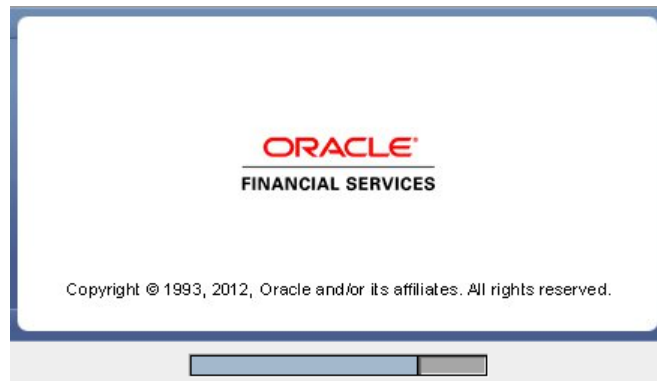 ORACLE®
FINANCIAL SERVICES
Copyright © 1993, 2012, Oracle and/or its affiliates. All rights reserved.